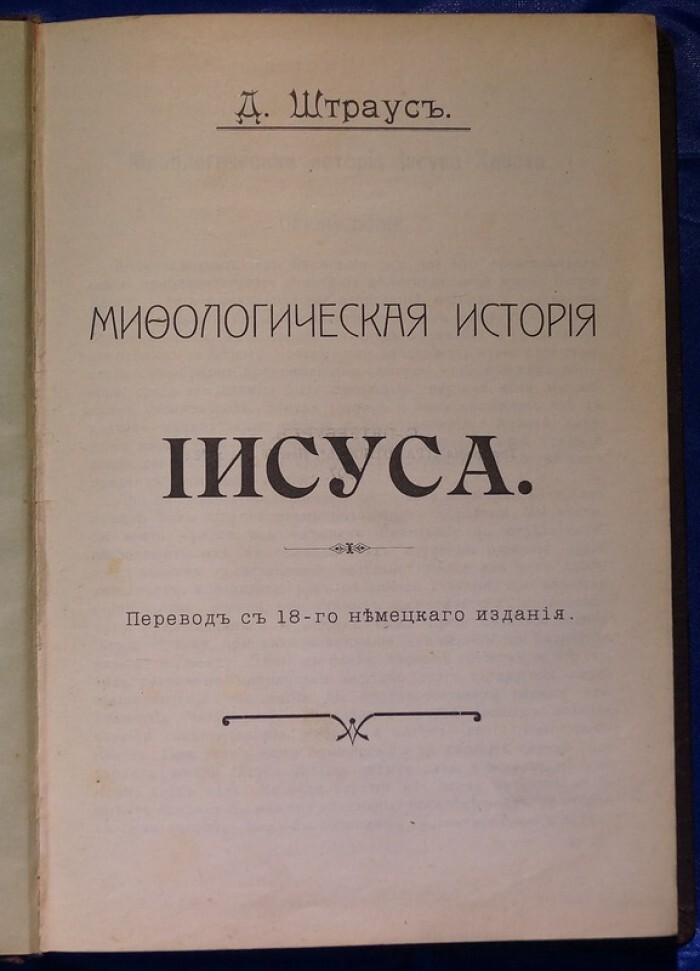 Д. Штраусъ.
МИѲОЛОГИЧЕСКАЯ ИСТОРІЯ
ІИСУСА.
Переводъ съ 18-го нѣмецкаго изданія.